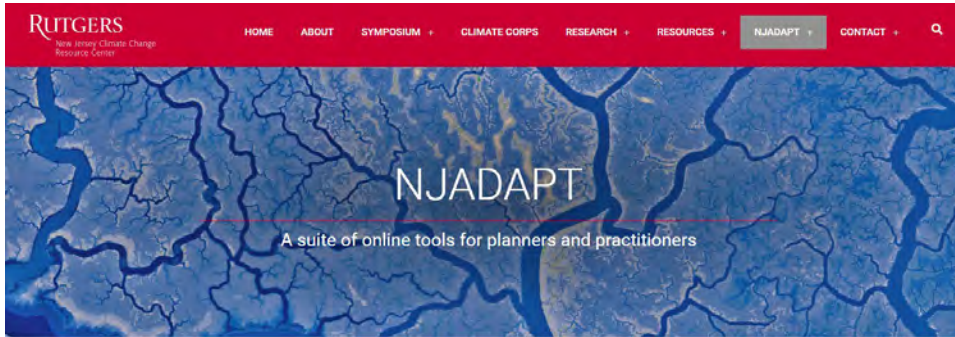 RUTGERS
New Jersey Climate Change
Resource Center
HOME ABOUT SYMPOSIUM + CLIMATE CORPS RESEARCH + RESOURCES + NJADAPT + CONTACT +
NJADAPT
A suite of online tools for planners and practitioners